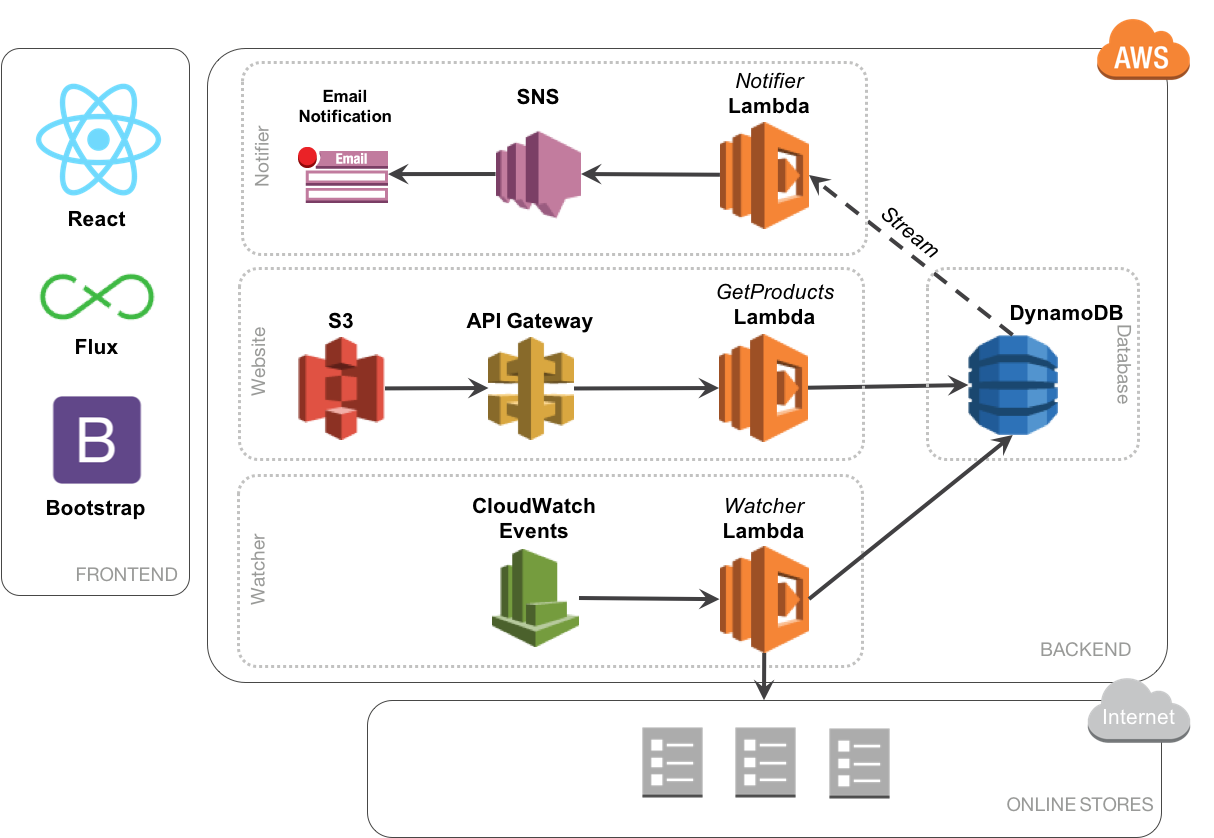 AWS
React
Flux
B
Bootstrap
FRONTEND
Notifier
Email
Notification
Email
SNS
Notifier
Lambda
Stream
Website
S3
API Gateway
GetProducts
Lambda
DynamoDB
Database
Watcher
CloudWatch
Events
Watcher
Lambda
BACKEND
Internet
ONLINE STORES